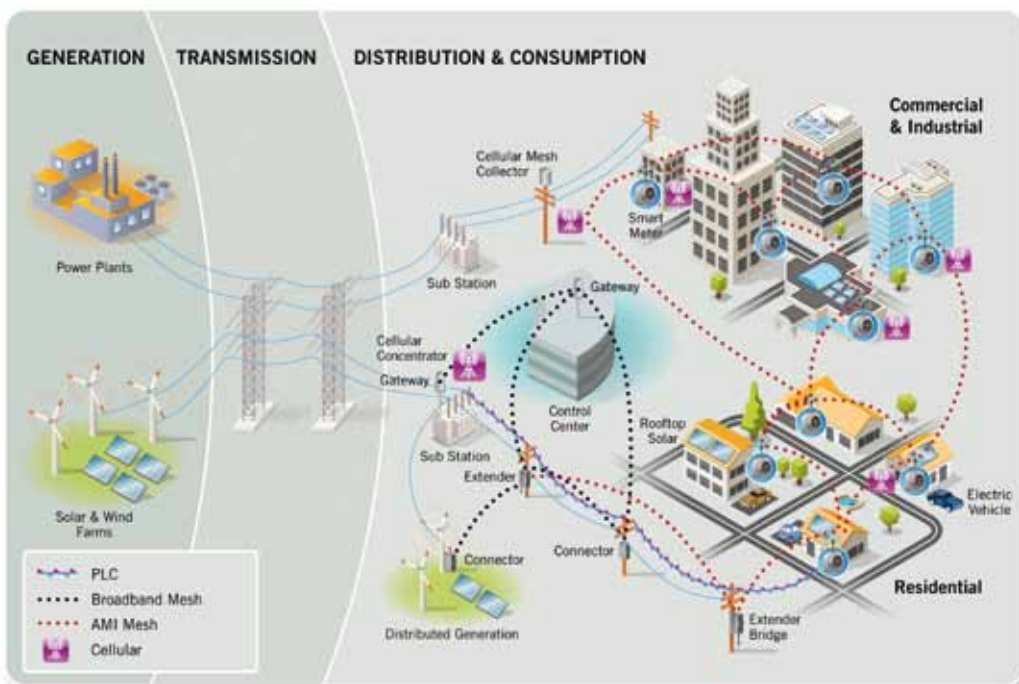 GENERATION
TRANSMISSION
DISTRIBUTION & CONSUMPTION
Commercial
& Industrial
Cellular Mesh
Collector
Smart
Meter
Power Plants
Sub Station
Gateway
Cellular
Concentrator
Gateway
Control
Center
Rooftop
Solar
Sub Station
Extender
Electric
Vehicle
Solar & Wind
Farms
Connector
Connector
Residential
Distributed Generation
Extender
Bridge
PLC
Broadband Mesh
AMI Mesh
Cellular